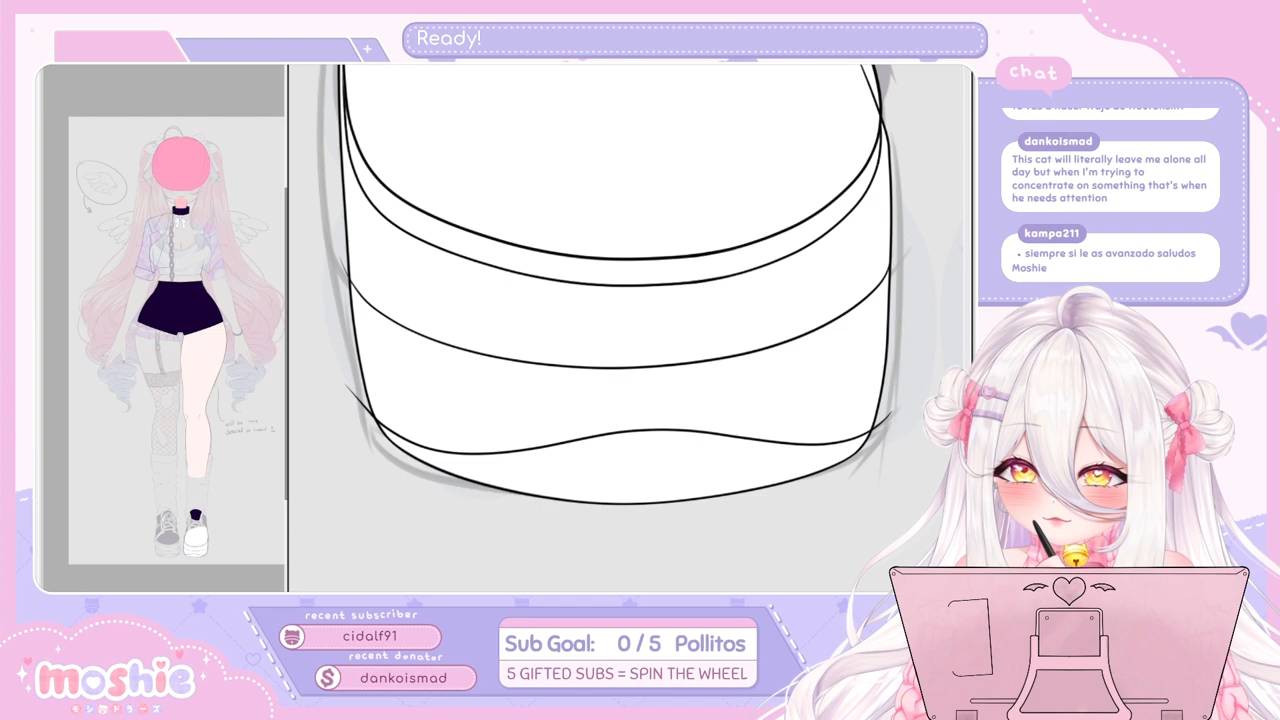 Ready!
+
chat
dankoismad
This cat will literally leave me alone all
day but when I'm trying to
concentrate on something that's when
he needs attention
kampa211
• siempre si le as avanzado saludos
Moshie
recent subscriber
cidalf91
recent donator
$
dankoismad
Sub Goal: 0 / 5 Pollitos
5 GIFTED SUBS = SPIN THE WHEEL
moshie